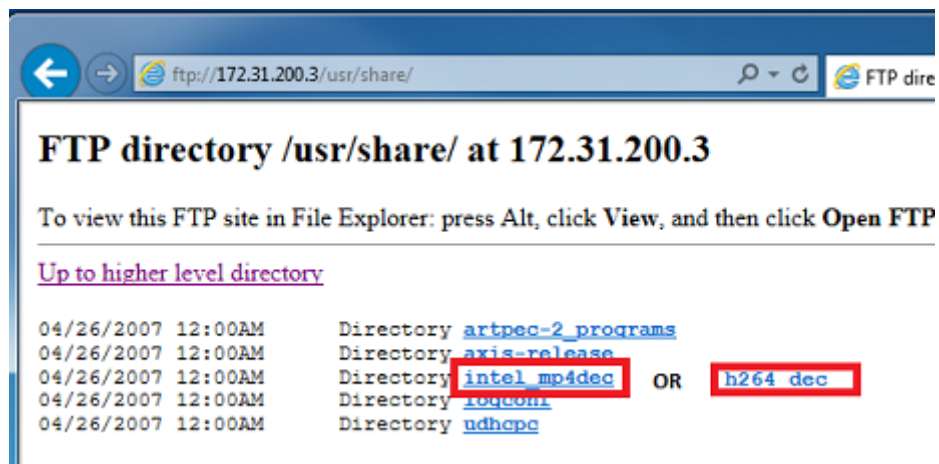 ftp://172.31.200.3/usr/share/
FTP dire
FTP directory /usr/share/ at 172.31.200.3
To view this FTP site in File Explorer: press Alt, click View, and then click Open FTP
Up to higher level directory
04/26/2007 12:00AM Directory artpec-2_programs
04/26/2007 12:00AM Directory axis-release
04/26/2007 12:00AM Directory intel_mp4dec OR h264 dec
04/26/2007 12:00AM Directory logconf
04/26/2007 12:00AM Directory udhcpc